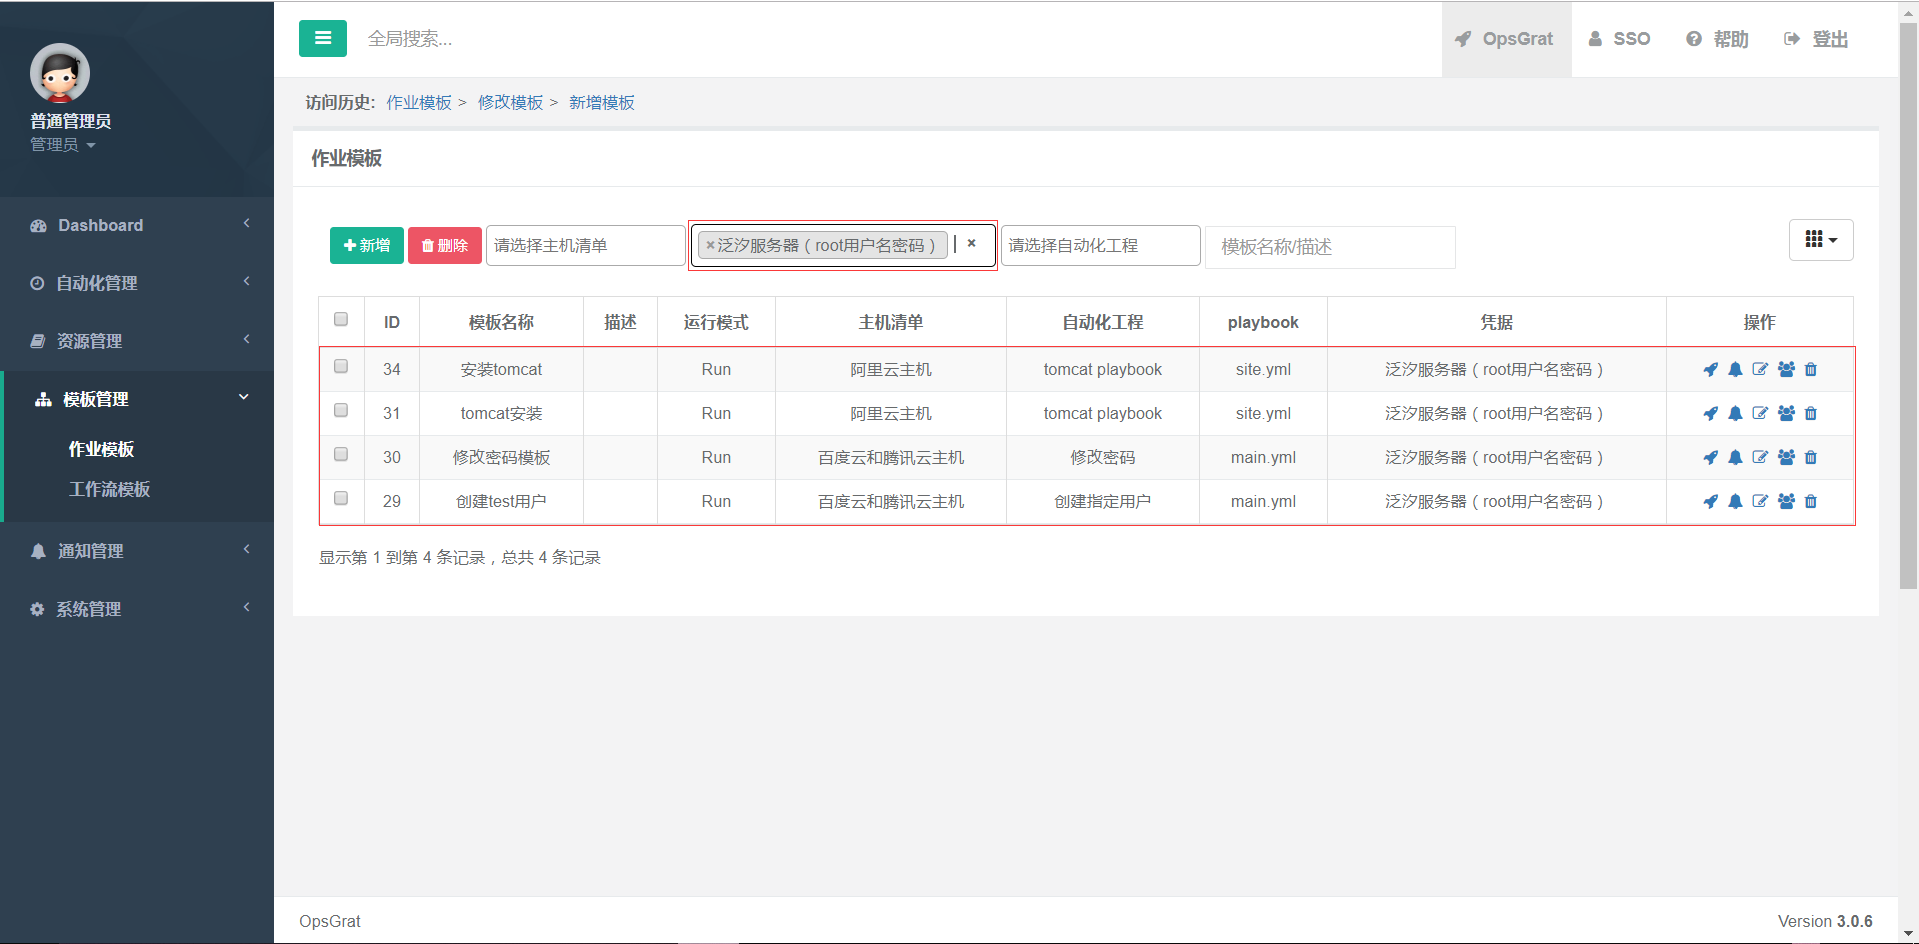 全局搜索...
OpsGrat
SSO
帮助
登出
普通管理员
管理员
Dashboard
自动化管理
资源管理
模板管理
作业模板
工作流模板
通知管理
系统管理
访问历史: 作业模板 > 修改模板 > 新增模板
作业模板
新增 删除 请选择主机清单 ×泛汐服务器（root用户名密码） × 请选择自动化工程 模板名称/描述
ID 模板名称 描述 运行模式 主机清单 自动化工程 playbook 凭据 操作
34 安装tomcat Run 阿里云主机 tomcat playbook site.yml 泛汐服务器（root用户名密码）
31 tomcat安装 Run 阿里云主机 tomcat playbook site.yml 泛汐服务器（root用户名密码）
30 修改密码模板 Run 百度云和腾讯云主机 修改密码 main.yml 泛汐服务器（root用户名密码）
29 创建test用户 Run 百度云和腾讯云主机 创建指定用户 main.yml 泛汐服务器（root用户名密码）
显示第 1 到第 4 条记录，总共 4 条记录
OpsGrat
Version 3.0.6